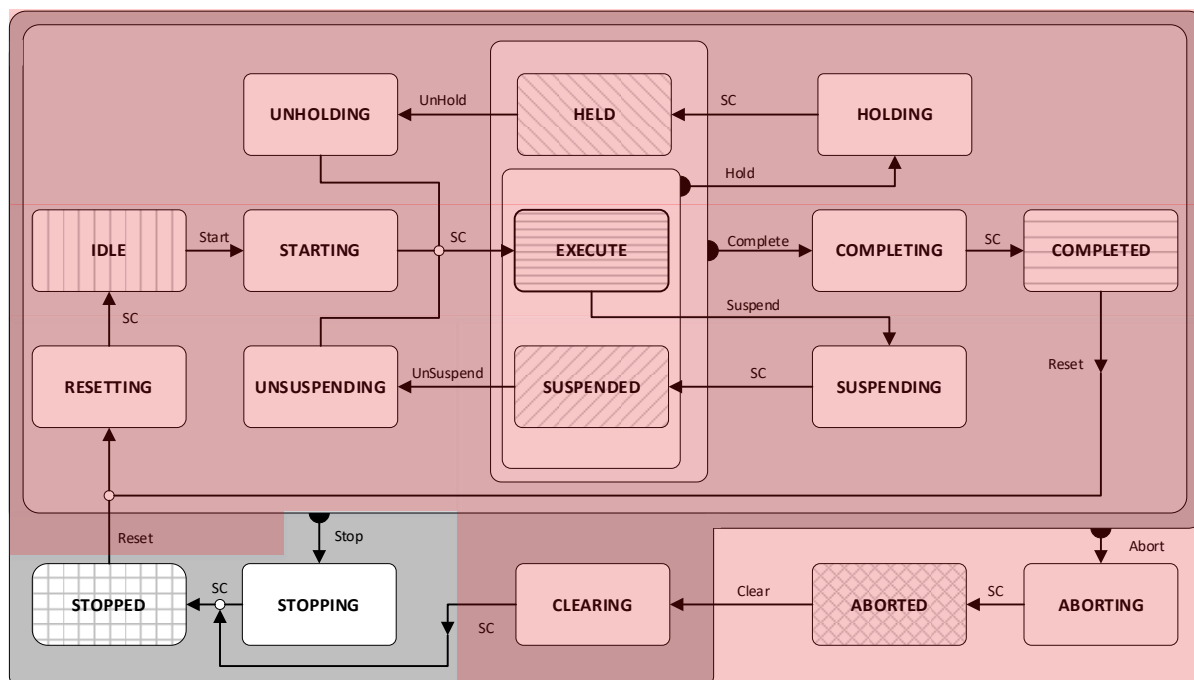 UnHold
SC
UNHOLDING
HELD
HOLDING
Hold
Start
SC
Complete
SC
IDLE
STARTING
EXECUTE
COMPLETING
COMPLETED
Suspend
SC
UnSuspend
SC
Reset
RESETTING
UNSUSPENDING
SUSPENDED
SUSPENDING
Reset
Stop
Abort
SC
Clear
SC
STOPPED
STOPPING
CLEARING
ABORTED
ABORTING
SC